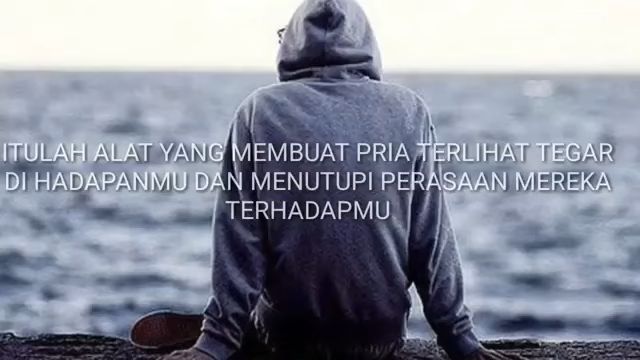 ITULAH ALAT YANG MEMBUAT PRIA TERLIHAT TEGAR
DI HADAPANMU DAN MENUTUPI PERASAAN MEREKA
TERHADAPMU